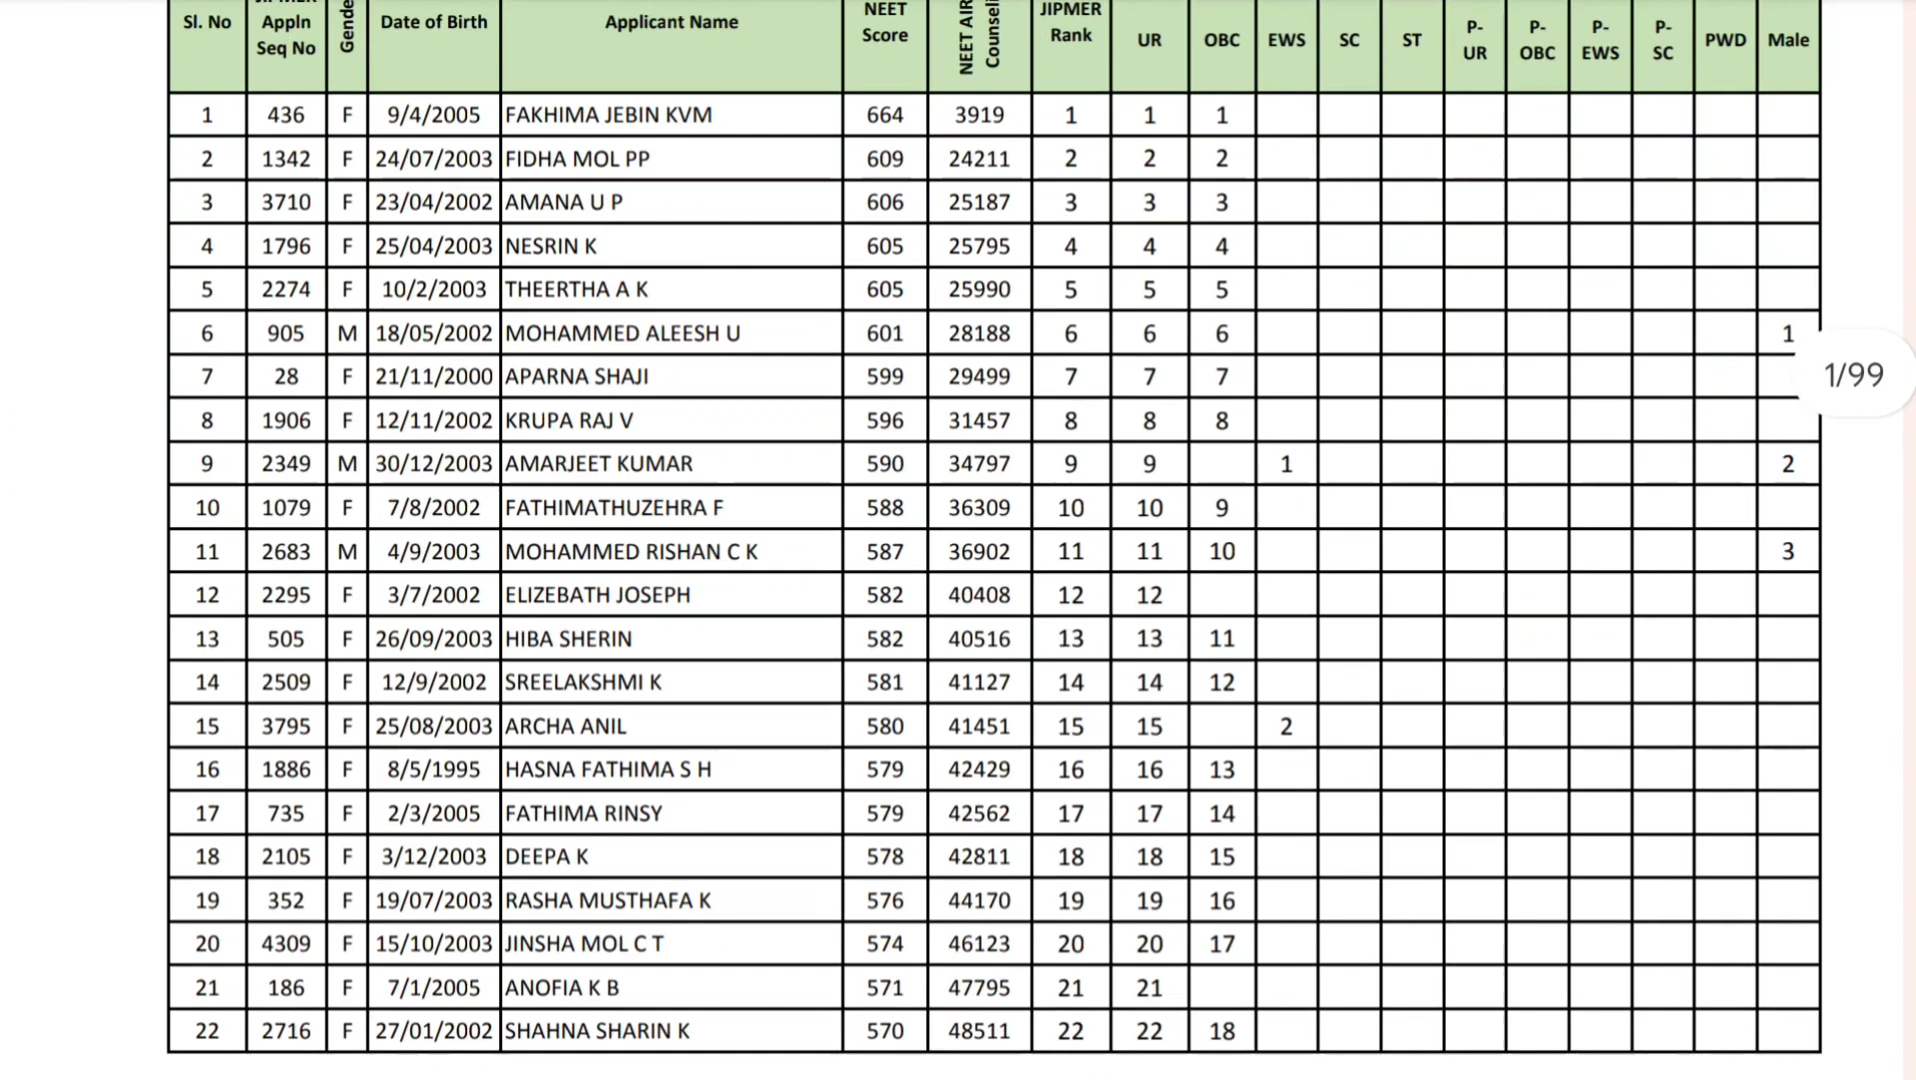 Sl. No Appln Seq No Gende Date of Birth Applicant Name NEET Score NEET AIR Counseli JIPMER Rank UR OBC EWS SC ST P-UR P-OBC P-EWS P-SC PWD Male
1 436 F 9/4/2005 FAKHIMA JEBIN KVM 664 3919 1 1 1
2 1342 F 24/07/2003 FIDHA MOL PP 609 24211 2 2 2
3 3710 F 23/04/2002 AMANA U P 606 25187 3 3 3
4 1796 F 25/04/2003 NESRIN K 605 25795 4 4 4
5 2274 F 10/2/2003 THEERTHA A K 605 25990 5 5 5
6 905 M 18/05/2002 MOHAMMED ALEESH U 601 28188 6 6 6 1
7 28 F 21/11/2000 APARNA SHAJI 599 29499 7 7 7
1/99
8 1906 F 12/11/2002 KRUPA RAJ V 596 31457 8 8 8
9 2349 M 30/12/2003 AMARJEET KUMAR 590 34797 9 9 1 2
10 1079 F 7/8/2002 FATHIMATHUZEHRA F 588 36309 10 10 9
11 2683 M 4/9/2003 MOHAMMED RISHAN C K 587 36902 11 11 10 3
12 2295 F 3/7/2002 ELIZEBATH JOSEPH 582 40408 12 12
13 505 F 26/09/2003 HIBA SHERIN 582 40516 13 13 11
14 2509 F 12/9/2002 SREELAKSHMI K 581 41127 14 14 12
15 3795 F 25/08/2003 ARCHA ANIL 580 41451 15 15 2
16 1886 F 8/5/1995 HASNA FATHIMA S H 579 42429 16 16 13
17 735 F 2/3/2005 FATHIMA RINSY 579 42562 17 17 14
18 2105 F 3/12/2003 DEEPA K 578 42811 18 18 15
19 352 F 19/07/2003 RASHA MUSTHAFA K 576 44170 19 19 16
20 4309 F 15/10/2003 JINSHA MOL C T 574 46123 20 20 17
21 186 F 7/1/2005 ANOFIA K B 571 47795 21 21
22 2716 F 27/01/2002 SHAHNA SHARIN K 570 48511 22 22 18